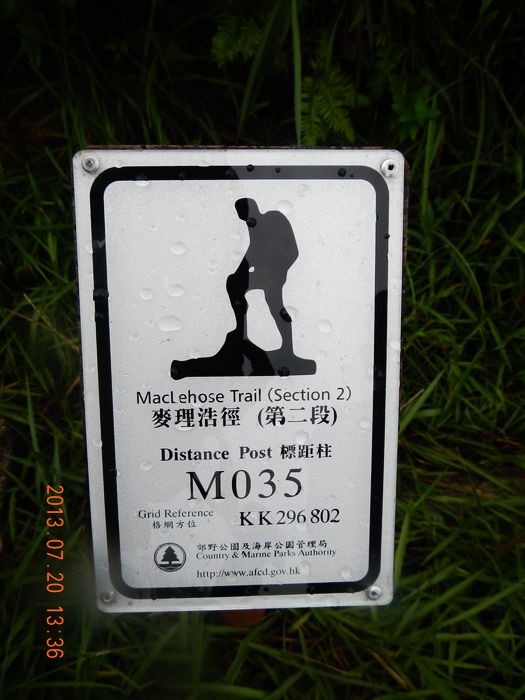 MacLehose Trail (Section 2)
麥理浩徑 (第二段)
Distance Post 標距柱
M035
Grid Reference KK296802
格網方位
郊野公園及海岸公園管理局
Country & Marine Parks Authority
http://www.afcd.gov.hk
2013.07.20 13:36